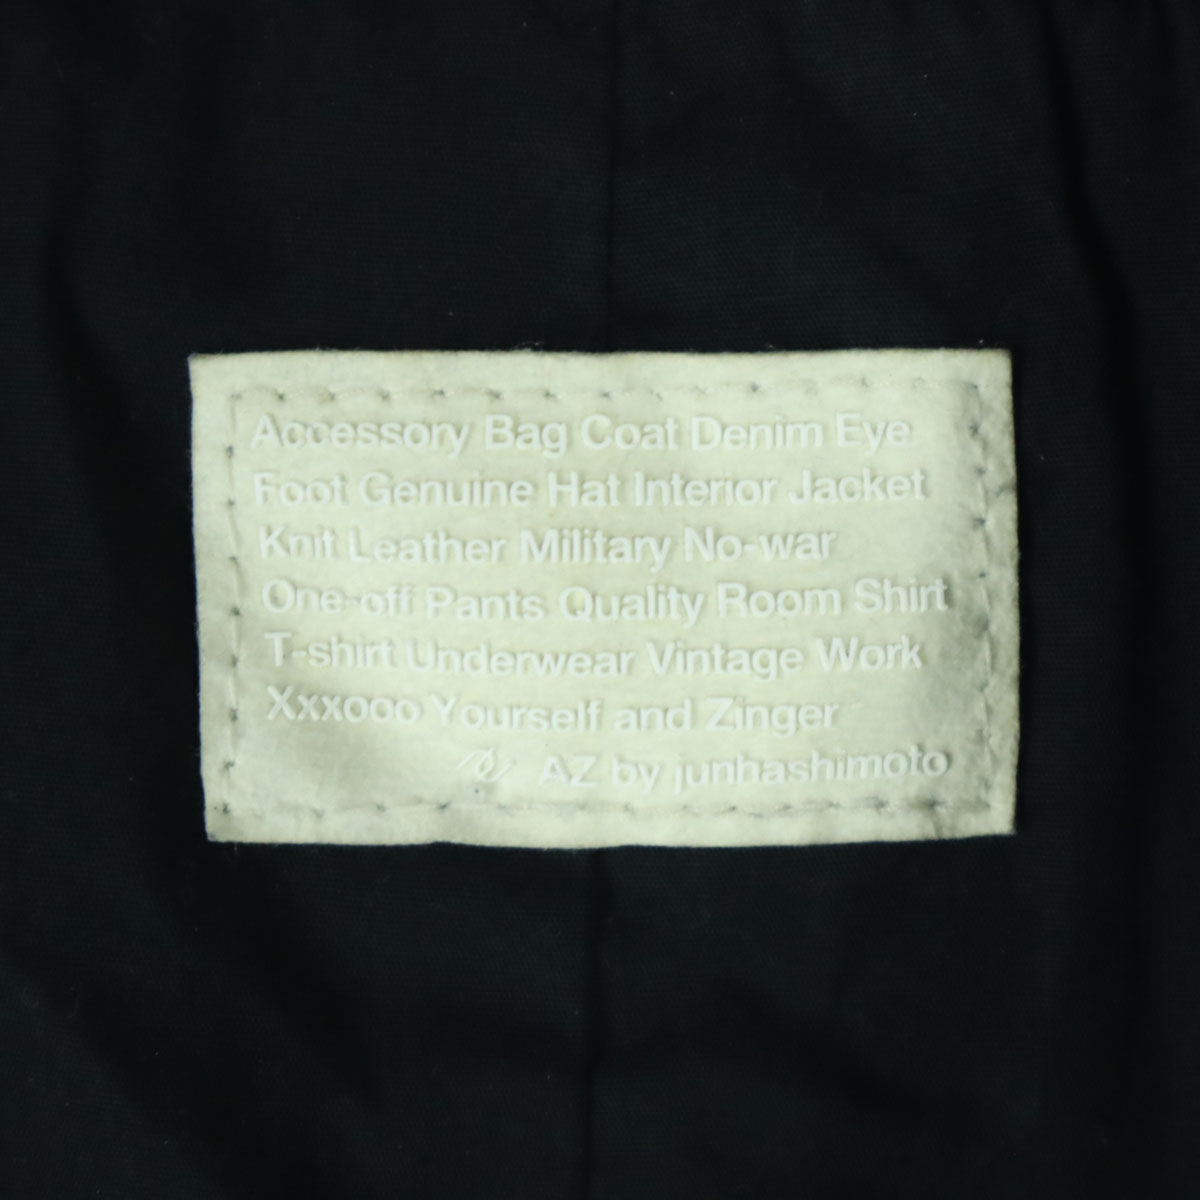 Accessory Bag Coat Denim Eye
Foot Genuine Hat Interior Jacket
Knit Leather Military No-war
One-off Pants Quality Room Shirt
T-shirt Underwear Vintage Work
Xxxooo Yourself and Zinger
AZ by junhashimoto